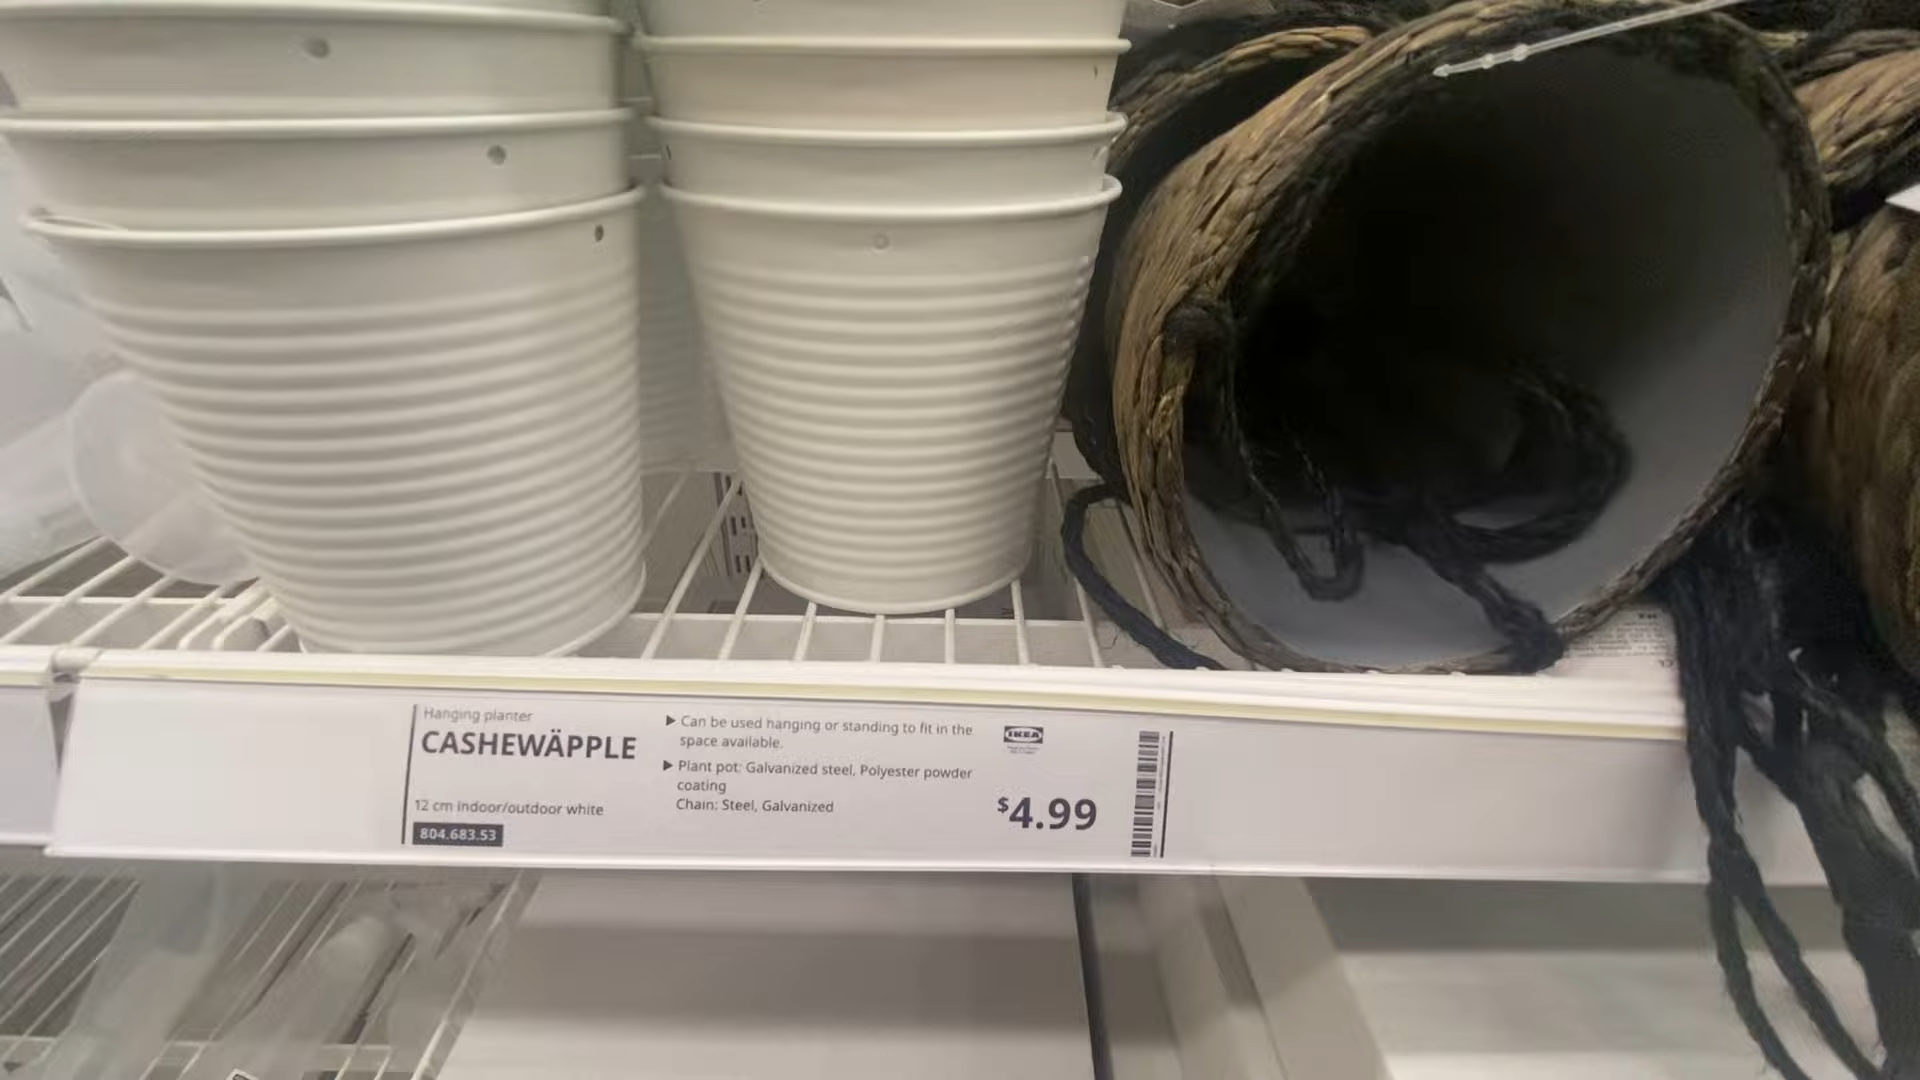 Hanging planter
CASHEWÄPPLE
12 cm indoor/outdoor white
804.683.53
▶ Can be used hanging or standing to fit in the
space available.
▶ Plant pot: Galvanized steel, Polyester powder
coating
Chain: Steel, Galvanized
IKEA
$4.99